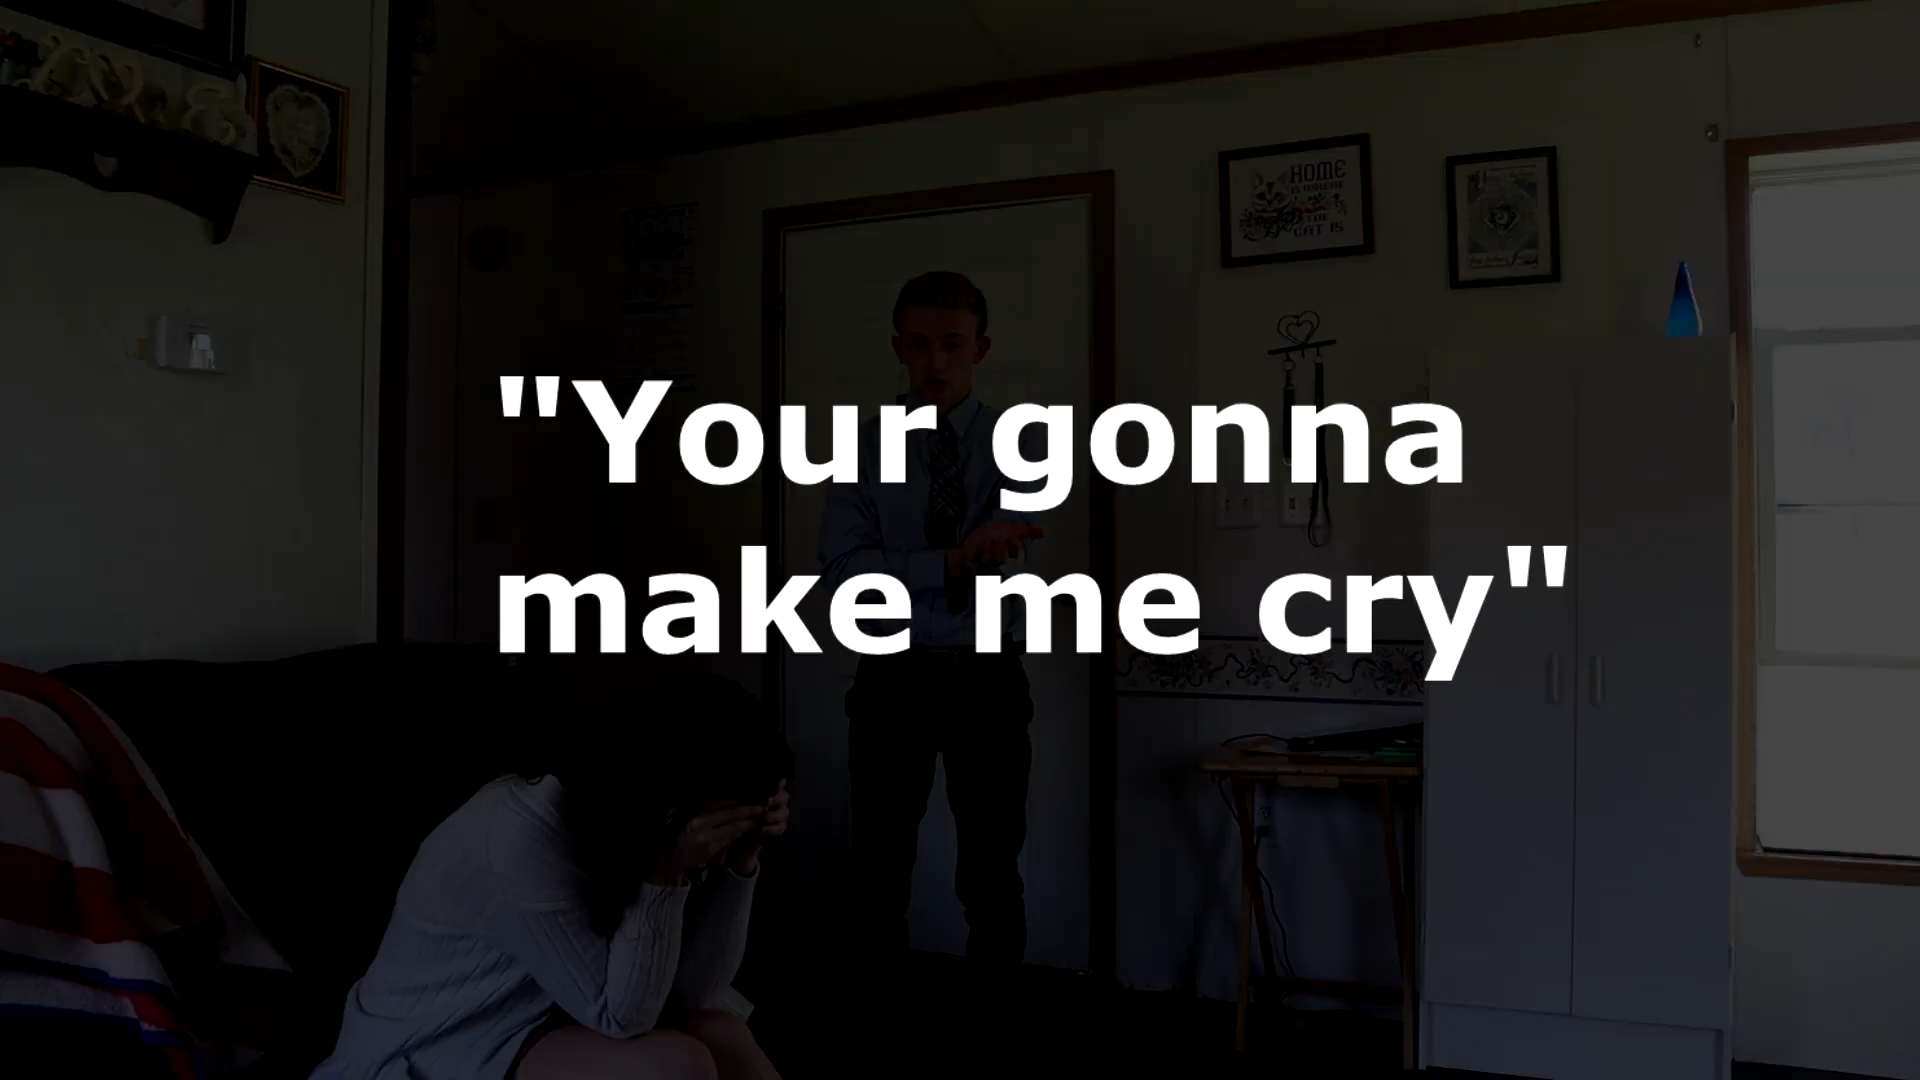 "Your gonna
make me cry"
HOME
IS WHERE
THE
CAT IS